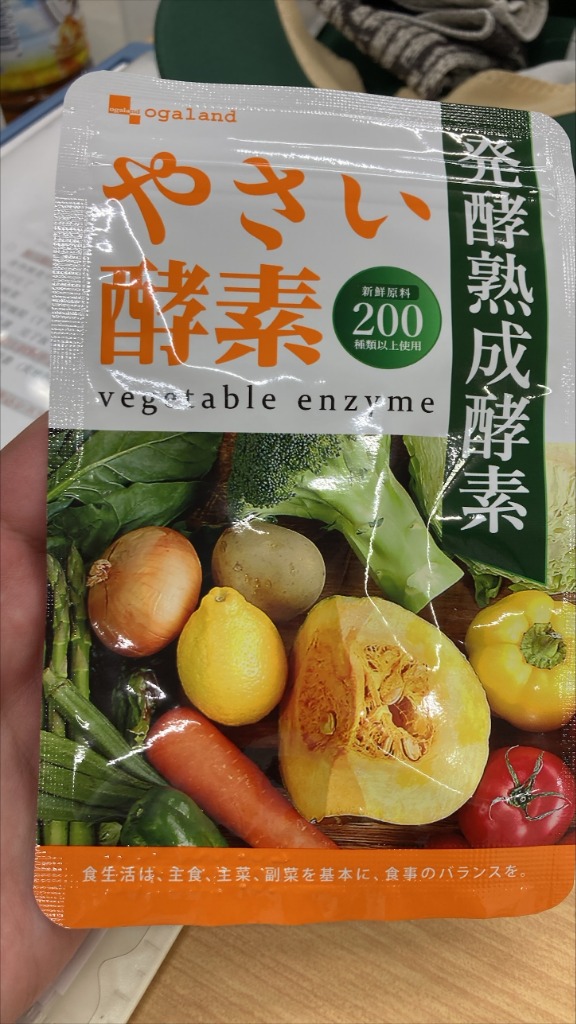 ogaland
ogaland
やさい
酵素
新鮮原料
200
種類以上使用
vegetable enzyme
発酵熟成酵素
食生活は、主食、主菜、副菜を基本に、食事のバランスを。